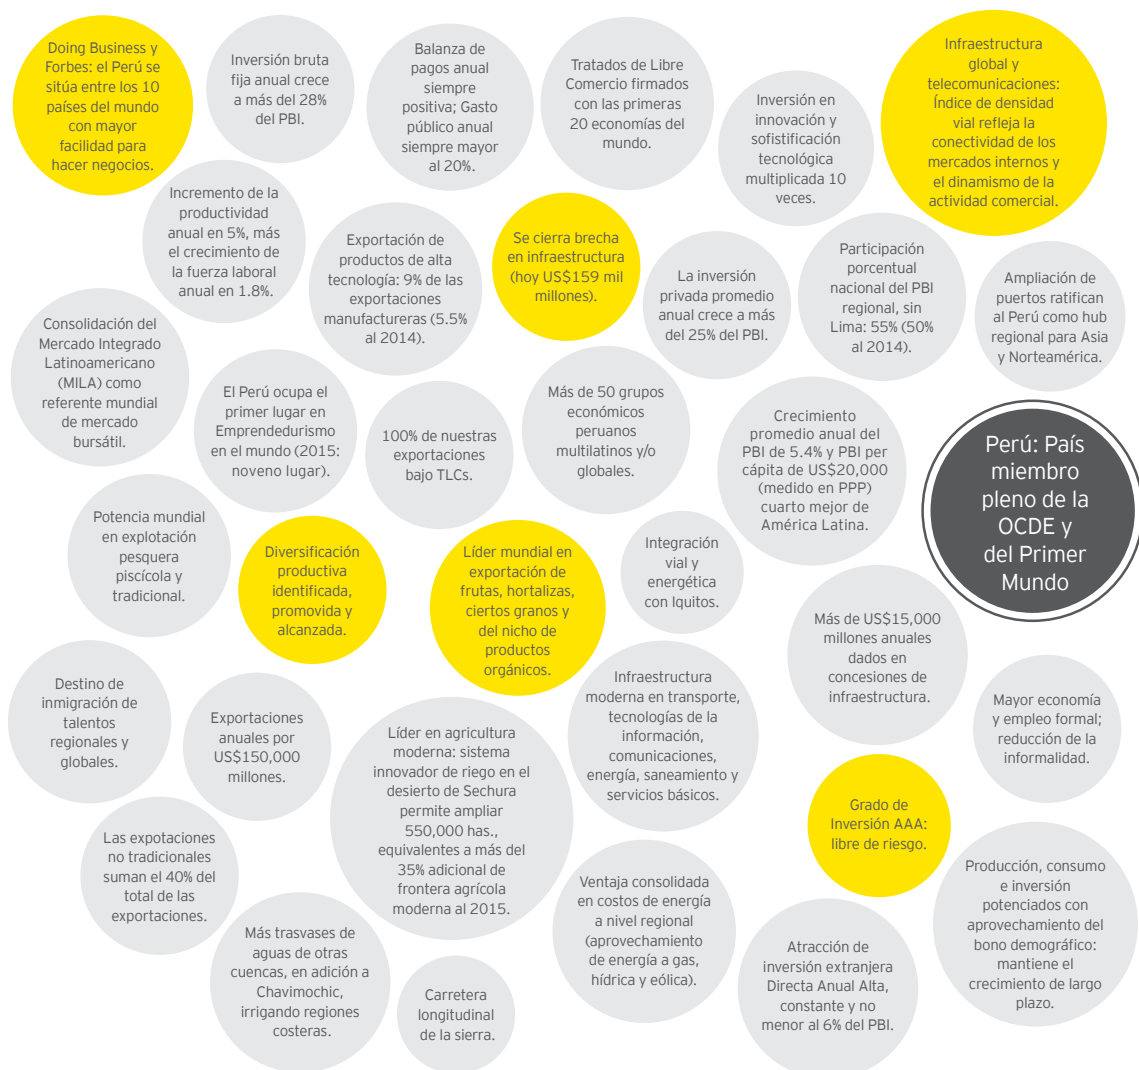 Doing Business y
Forbes: el Perú se
sitúa entre los 10
países del mundo
con mayor
facilidad para
hacer negocios.
Inversión bruta
fija anual crece
a más del 28%
del PBI.
Balanza de
pagos anual
siempre
positiva; Gasto
público anual
siempre mayor
al 20%.
Tratados de Libre
Comercio firmados
con las primeras
20 economías del
mundo.
Inversión en
innovación y
sofistificación
tecnológica
multiplicada 10
veces.
Infraestructura
global y
telecomunicaciones:
Índice de densidad
vial refleja la
conectividad de los
mercados internos y
el dinamismo de la
actividad comercial.
Incremento de la
productividad
anual en 5%, más
el crecimiento de
la fuerza laboral
anual en 1.8%.
Exportación de
productos de alta
tecnología: 9% de las
exportaciones
manufactureras (5.5%
al 2014).
Se cierra brecha
en infraestructura
(hoy US$159 mil
millones).
La inversión
privada promedio
anual crece a más
del 25% del PBI.
Participación
porcentual
nacional del PBI
regional, sin
Lima: 55% (50%
al 2014).
Ampliación de
puertos ratifican
al Perú como hub
regional para Asia
y Norteamérica.
Consolidación del
Mercado Integrado
Latinoamericano
(MILA) como
referente mundial
de mercado
bursátil.
El Perú ocupa el
primer lugar en
Emprendedurismo
en el mundo (2015:
noveno lugar).
100% de nuestras
exportaciones
bajo TLCs.
Más de 50 grupos
económicos
peruanos
multilatinos y/o
globales.
Crecimiento
promedio anual del
PBI de 5.4% y PBI per
cápita de US$20,000
(medido en PPP)
cuarto mejor de
América Latina.
Perú: País
miembro
pleno de la
OCDE y
del Primer
Mundo
Potencia mundial
en explotación
pesquera
piscícola y
tradicional.
Diversificación
productiva
identificada,
promovida y
alcanzada.
Líder mundial en
exportación de
frutas, hortalizas,
ciertos granos y
del nicho de
productos
orgánicos.
Integración
vial y
energética
con Iquitos.
Más de US$15,000
millones anuales
dados en
concesiones de
infraestructura.
Destino de
inmigración de
talentos
regionales y
globales.
Exportaciones
anuales por
US$150,000
millones.
Líder en agricultura
moderna: sistema
innovador de riego en el
desierto de Sechura
permite ampliar
550,000 has.,
equivalentes a más del
35% adicional de
frontera agrícola
moderna al 2015.
Infraestructura
moderna en transporte,
tecnologías de la
información,
comunicaciones,
energía, saneamiento y
servicios básicos.
Mayor economía
y empleo formal;
reducción de la
informalidad.
Grado de
Inversión AAA:
libre de riesgo.
Las expotaciones
no tradicionales
suman el 40% del
total de las
exportaciones.
Ventaja consolidada
en costos de energía
a nivel regional
(aprovechamiento
de energía a gas,
hídrica y eólica).
Producción, consumo
e inversión
potenciados con
aprovechamiento del
bono demográfico:
mantiene el
crecimiento de largo
plazo.
Más trasvases de
aguas de otras
cuencas, en adición a
Chavimochic,
irrigando regiones
costeras.
Carretera
longitudinal
de la sierra.
Atracción de
inversión extranjera
Directa Anual Alta,
constante y no
menor al 6% del PBI.